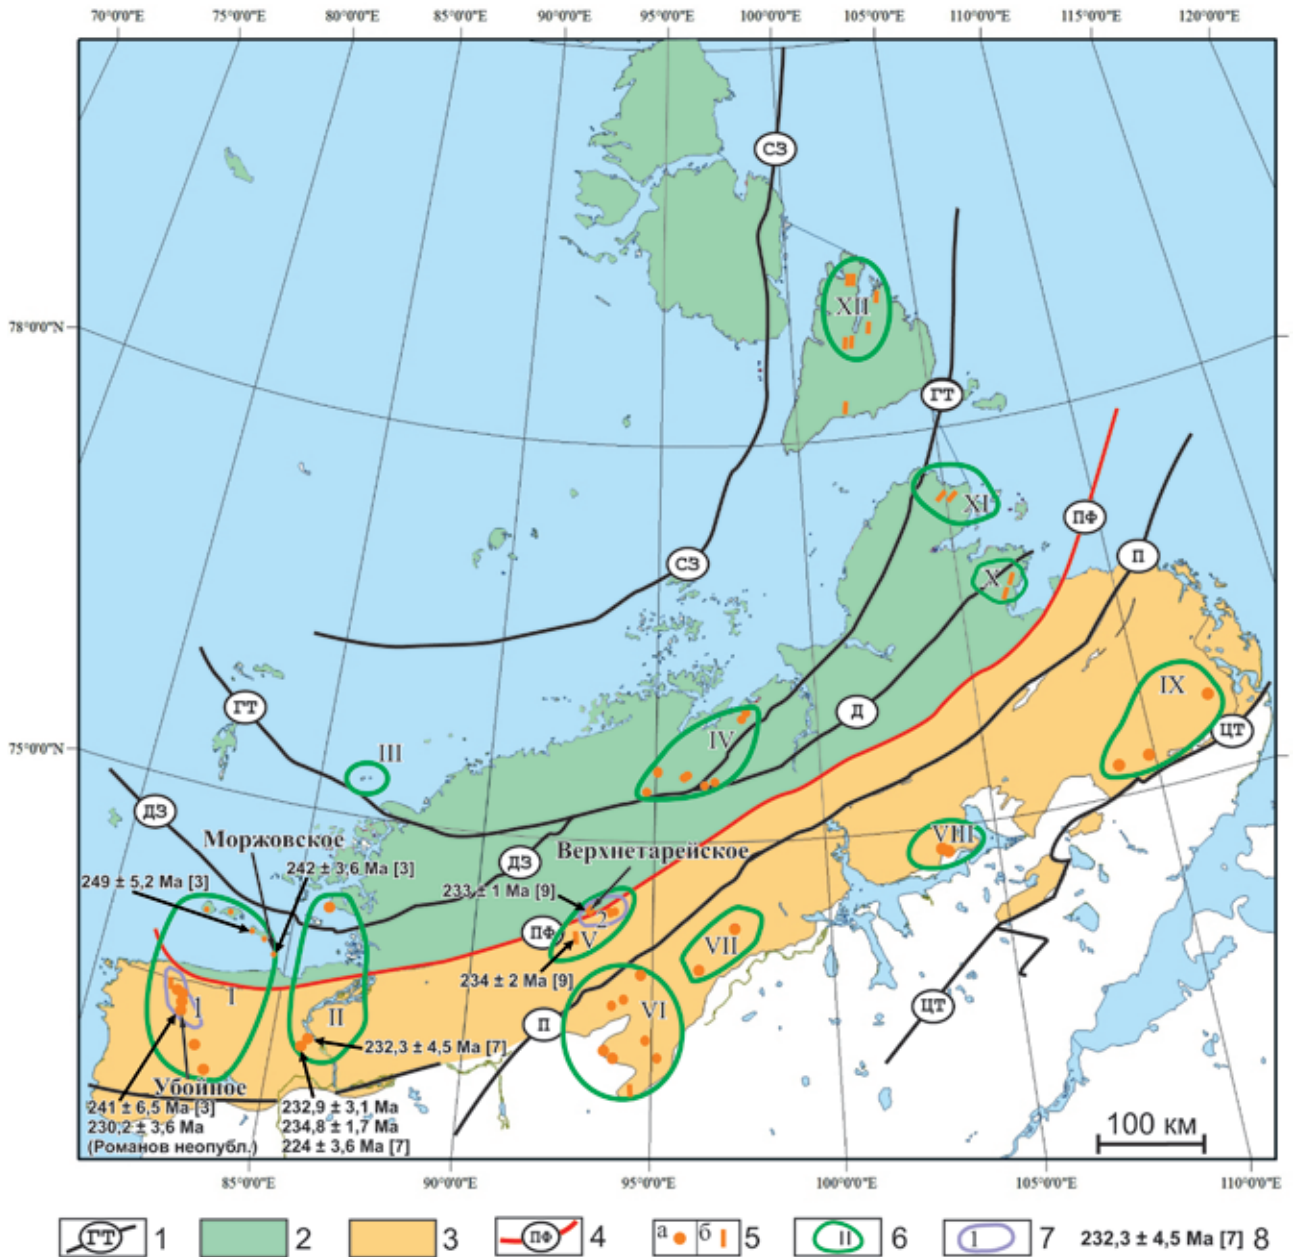 70°0'0"E 75°0'0"E 80°0'0"E 85°0'0"E 90°0'0"E 95°0'0"E 100°0'0"E 105°0'0"E 110°0'0"E 115°0'0"E 120°0'0"E
СЗ
XII
78°0'0"N
ГТ
XI
ПФ
П
СЗ
X
IX
ГТ
Д
IV
ЦТ
75°0'0"N
III
ДЗ
Моржовское
VIII
ДЗ
Верхнетарейское
242 ± 3,6 Ma [3]
249 ± 5,2 Ma [3]
233 ± 1 Ma [9]
2
ПФ
V
VII
234 ± 2 Ma [9]
1
I
II
VI
ЦТ
П
232,3 ± 4,5 Ma [7]
Убойное
241 ± 6,5 Ma [3]
230,2 ± 3,6 Ma
(Романов неопубл.)
232,9 ± 3,1 Ma
234,8 ± 1,7 Ma
224 ± 3,6 Ma [7]
100 км
85°0'0"E 90°0'0"E 95°0'0"E 100°0'0"E 105°0'0"E 110°0'0"E
ГТ 1 2 3 ПФ 4 а б 5 II 6 1 7 232,3 ± 4,5 Ma [7] 8